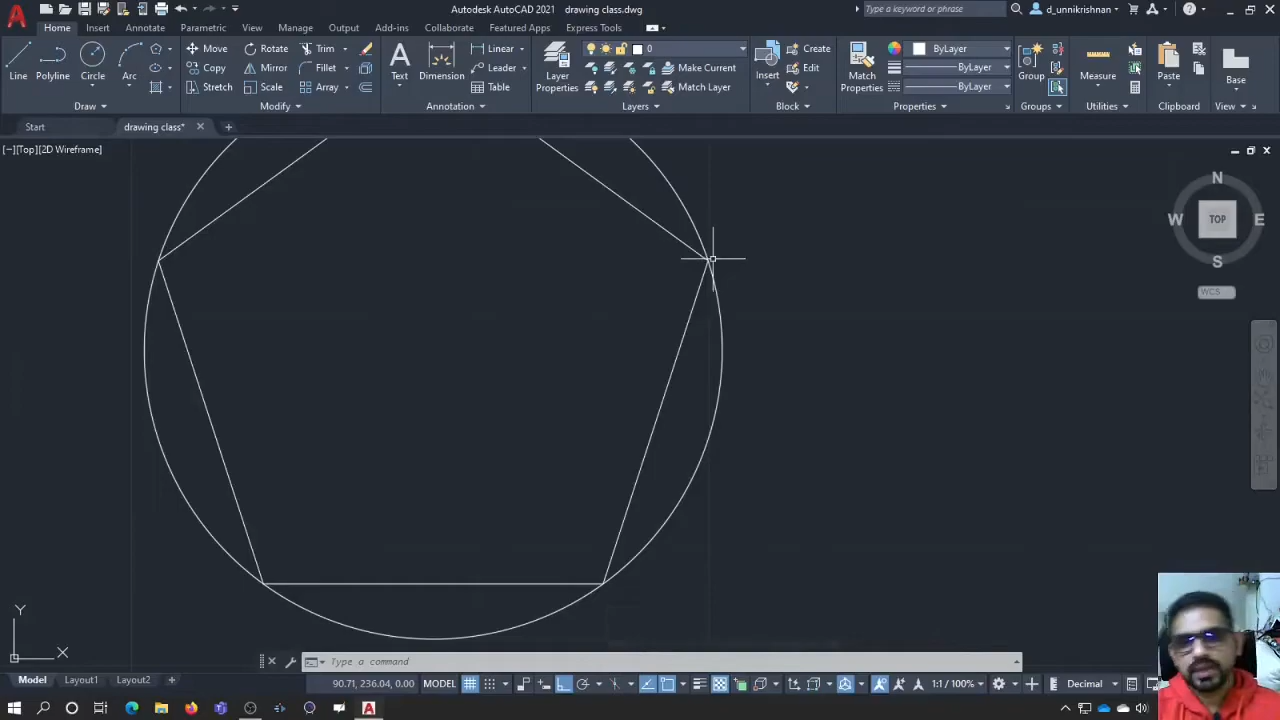 Autodesk AutoCAD 2021 drawing class.dwg
Type a keyword or phrase
d_unnikrishnan
Home Insert Annotate Parametric View Manage Output Add-ins Collaborate Express Tools Featured Apps
Line Polyline Circle Arc
Draw
Move Rotate Trim
Copy Mirror Fillet
Stretch Scale Array
Modify
Text Dimension
Linear
Leader
Table
Annotation
Layer Properties
0
Make Current
Match Layer
Layers
Insert
Create
Edit
Block
Match Properties
ByLayer
ByLayer
ByLayer
Properties
Group
Groups
Measure
Utilities
Paste
Clipboard
Base
View
Start
drawing class*
[−][Top][2D Wireframe]
N
W TOP E
S
WCS
Y
X
Type a command
Model Layout1 Layout2
90.71, 236.04, 0.00 MODEL
1:1 / 100%
Decimal